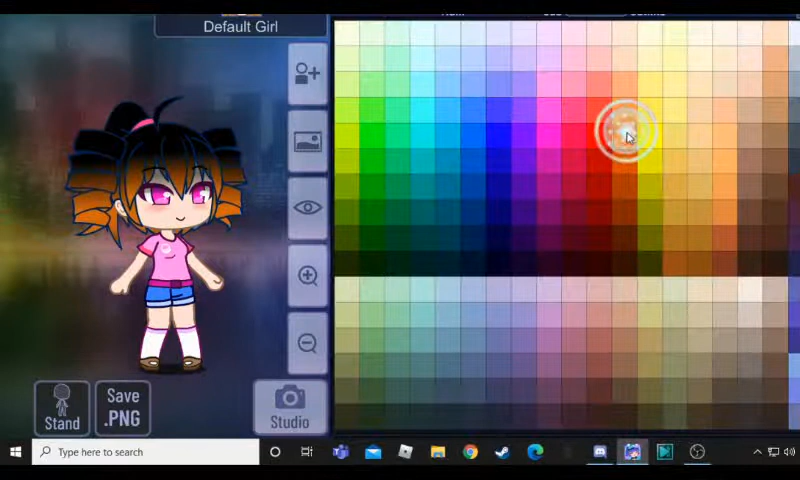 Default Girl
Stand
Save
.PNG
Studio
Type here to search